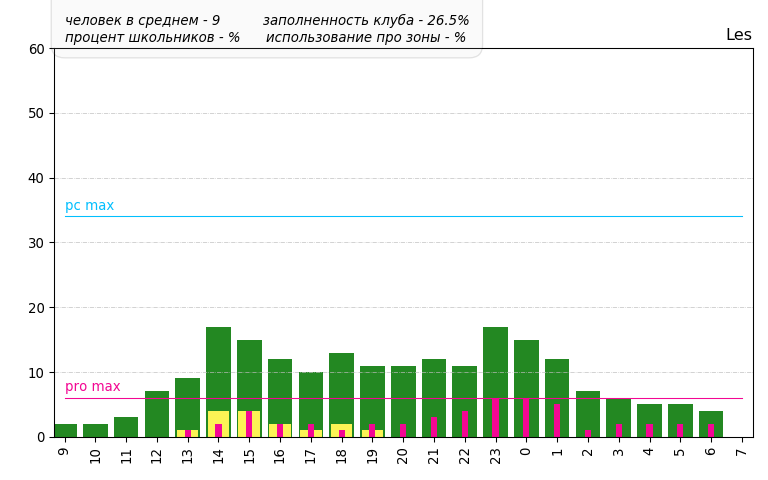 человек в среднем - 9 заполненность клуба - 26.5%
процент школьников - % использование про зоны - %
Les
60
50
40
30
20
10
0
pc max
pro max
9 10 11 12 13 14 15 16 17 18 19 20 21 22 23 0 1 2 3 4 5 6 7